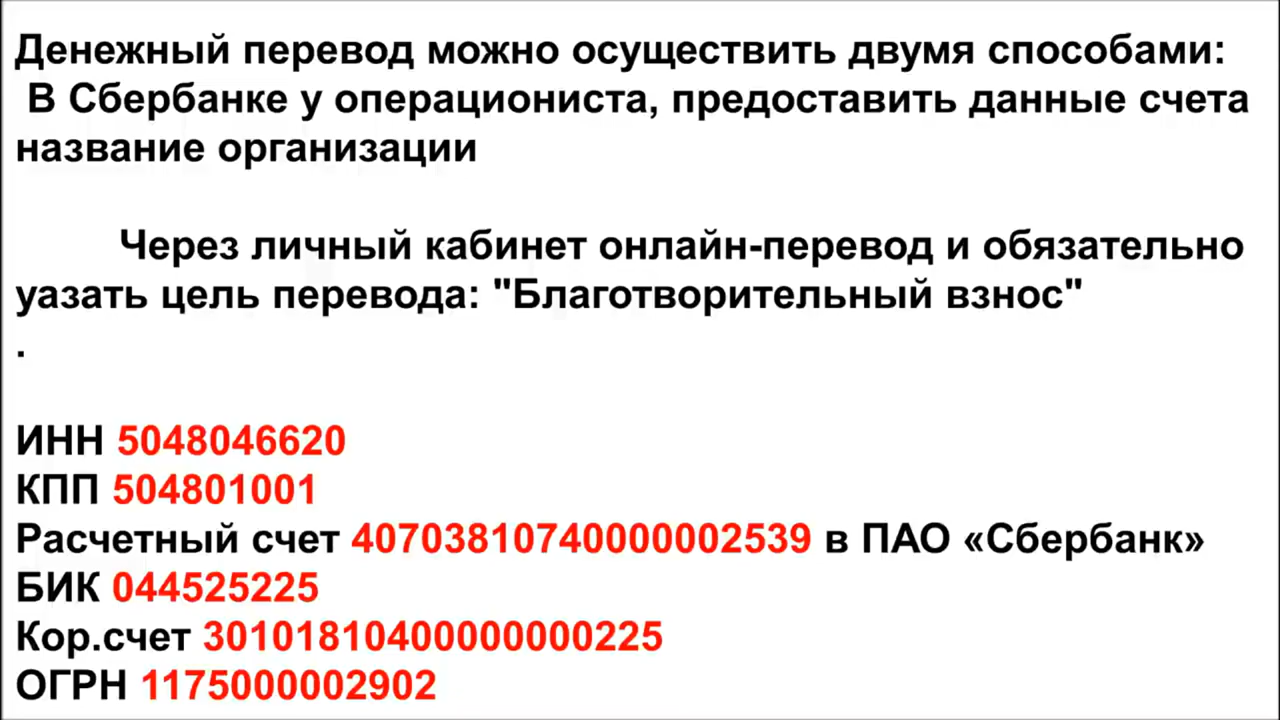 Денежный перевод можно осуществить двумя способами:
В Сбербанке у операциониста, предоставить данные счета
название организации
Через личный кабинет онлайн-перевод и обязательно
уазать цель перевода: "Благотворительный взнос"
.
ИНН 5048046620
КПП 504801001
Расчетный счет 40703810740000002539 в ПАО «Сбербанк»
БИК 044525225
Кор.счет 30101810400000000225
ОГРН 1175000002902